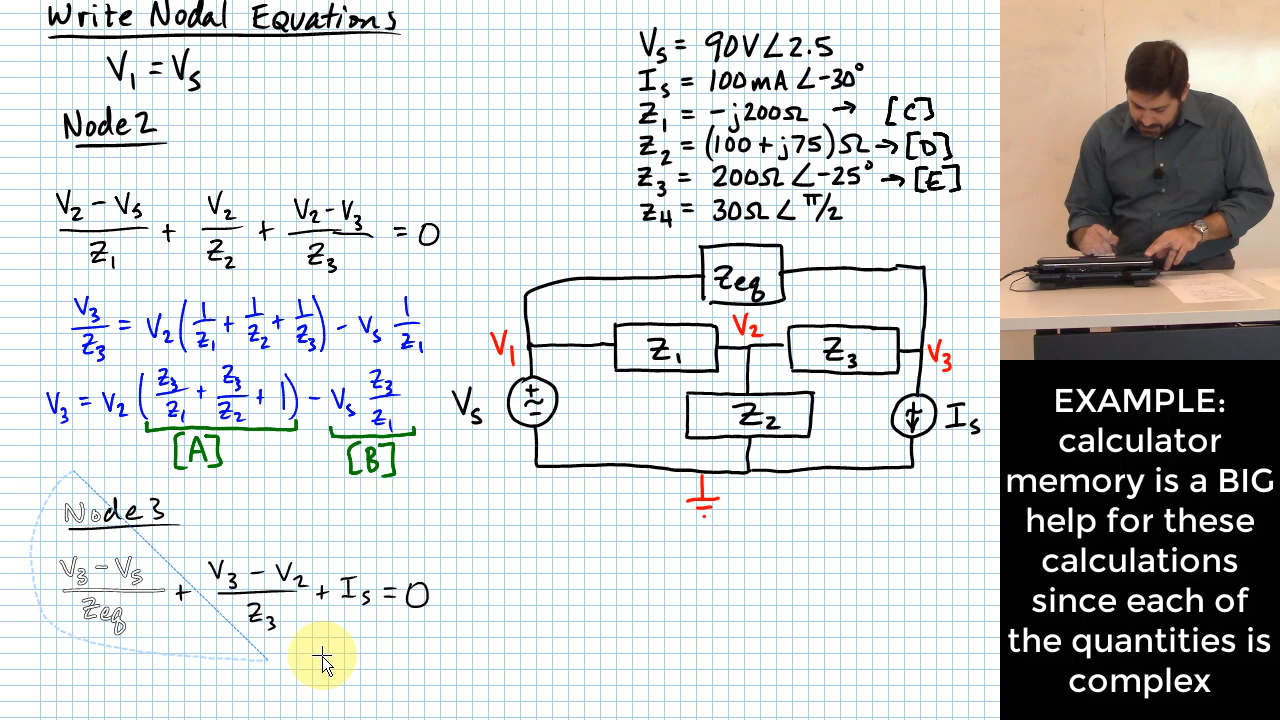 Write Nodal Equations
V1 = Vs
Node 2
(V2 - Vs)/Z1 + V2/Z2 + (V2 - V3)/Z3 = 0
V3/Z3 = V2(1/Z1 + 1/Z2 + 1/Z3) - Vs 1/Z1
V3 = V2(Z3/Z1 + Z3/Z2 + 1) - Vs Z3/Z1
[A] [B]
Node 3
(V3 - Vs)/Zeq + (V3 - V2)/Z3 + Is = 0
Vs = 90V∠2.5
Is = 100mA∠-30°
Z1 = -j200Ω → [C]
Z2 = (100+j75)Ω → [D]
Z3 = 200Ω∠-25° → [E]
Z4 = 30Ω∠π/2
Zeq
V1 Z1 V2 Z3 V3
Vs + ~ - Z2 Is
EXAMPLE:
calculator
memory is a BIG
help for these
calculations
since each of
the quantities is
complex